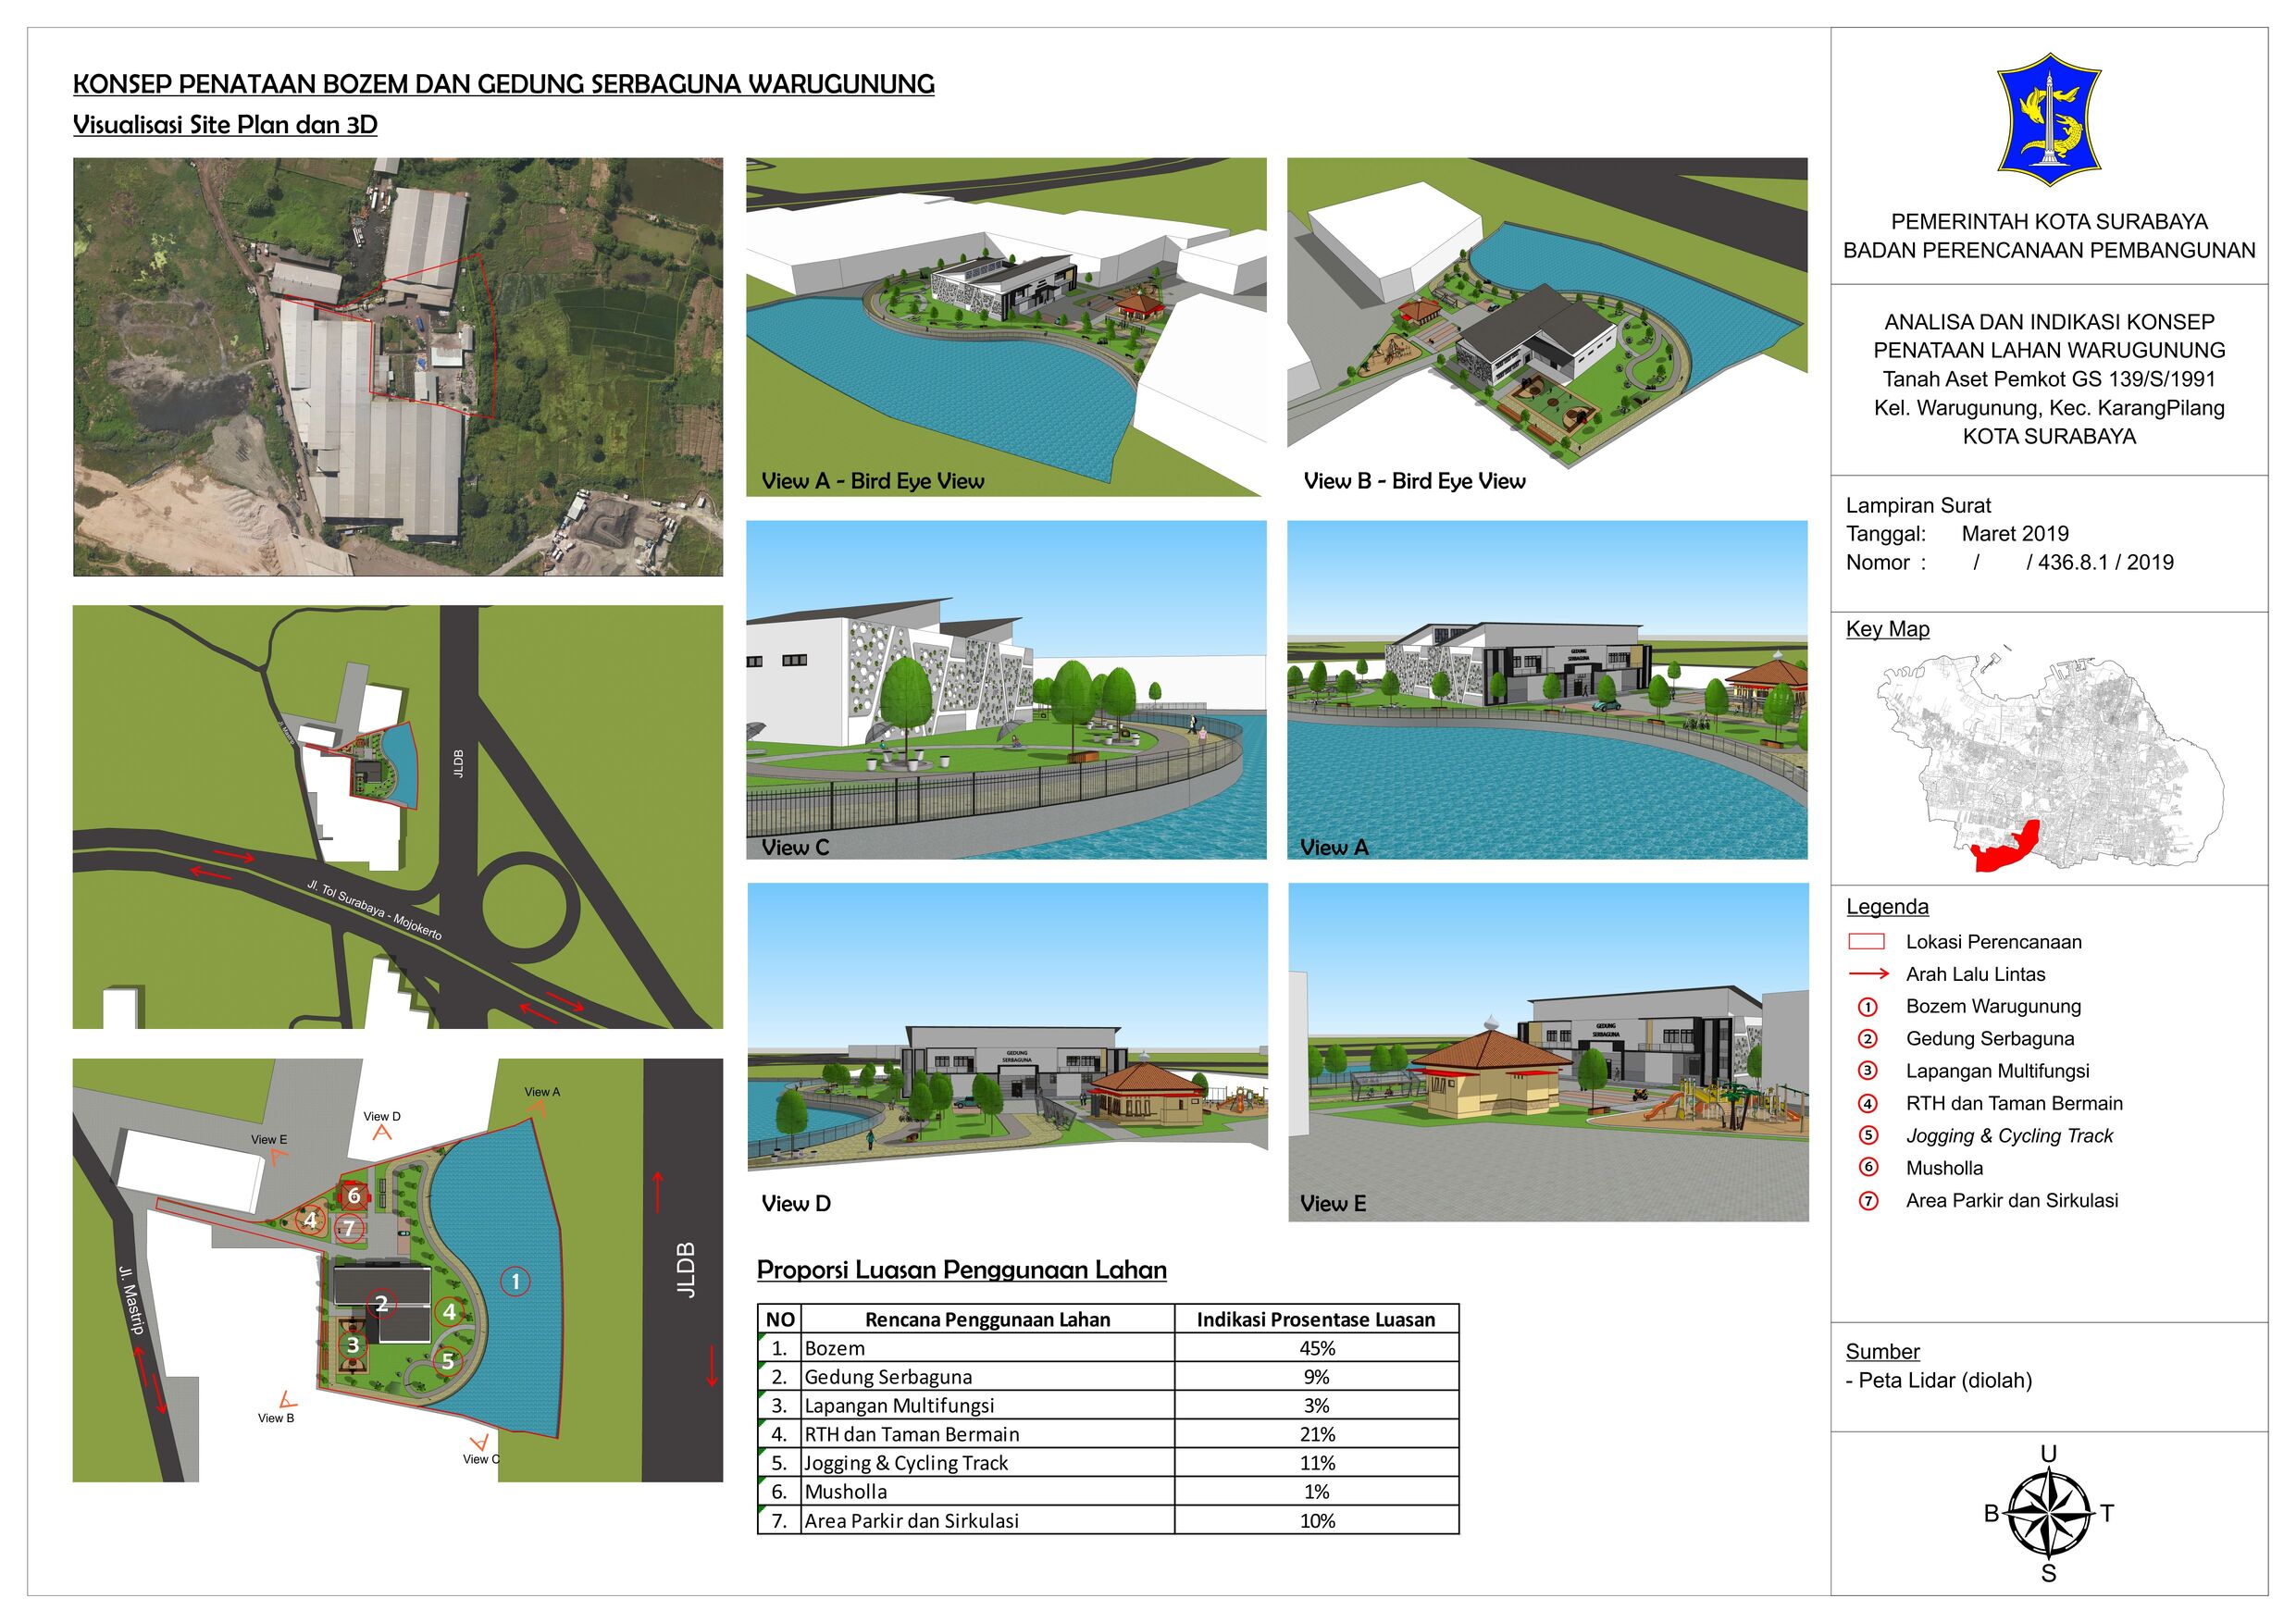 KONSEP PENATAAN BOZEM DAN GEDUNG SERBAGUNA WARUGUNUNG
Visualisasi Site Plan dan 3D
View A - Bird Eye View
View B - Bird Eye View
GEDUNG
SERBAGUNA
View C
View A
JLDB
Jl. Tol Surabaya - Mojokerto
GEDUNG
SERBAGUNA
View D
GEDUNG
SERBAGUNA
View E
View A
View D
View E
6
4
7
1
2
4
3
5
Jl. Mastrip
JLDB
View B
View C
Proporsi Luasan Penggunaan Lahan
NO Rencana Penggunaan Lahan Indikasi Prosentase Luasan
1. Bozem 45%
2. Gedung Serbaguna 9%
3. Lapangan Multifungsi 3%
4. RTH dan Taman Bermain 21%
5. Jogging & Cycling Track 11%
6. Musholla 1%
7. Area Parkir dan Sirkulasi 10%
PEMERINTAH KOTA SURABAYA
BADAN PERENCANAAN PEMBANGUNAN
ANALISA DAN INDIKASI KONSEP
PENATAAN LAHAN WARUGUNUNG
Tanah Aset Pemkot GS 139/S/1991
Kel. Warugunung, Kec. KarangPilang
KOTA SURABAYA
Lampiran Surat
Tanggal: Maret 2019
Nomor : / / 436.8.1 / 2019
Key Map
Legenda
Lokasi Perencanaan
Arah Lalu Lintas
1 Bozem Warugunung
2 Gedung Serbaguna
3 Lapangan Multifungsi
4 RTH dan Taman Bermain
5 Jogging & Cycling Track
6 Musholla
7 Area Parkir dan Sirkulasi
Sumber
- Peta Lidar (diolah)
U
B T
S